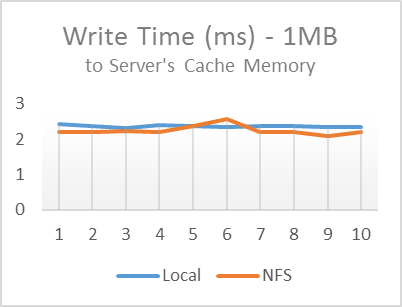 Write Time (ms) - 1MB
to Server's Cache Memory
3
2
1
0
1 2 3 4 5 6 7 8 9 10
Local NFS